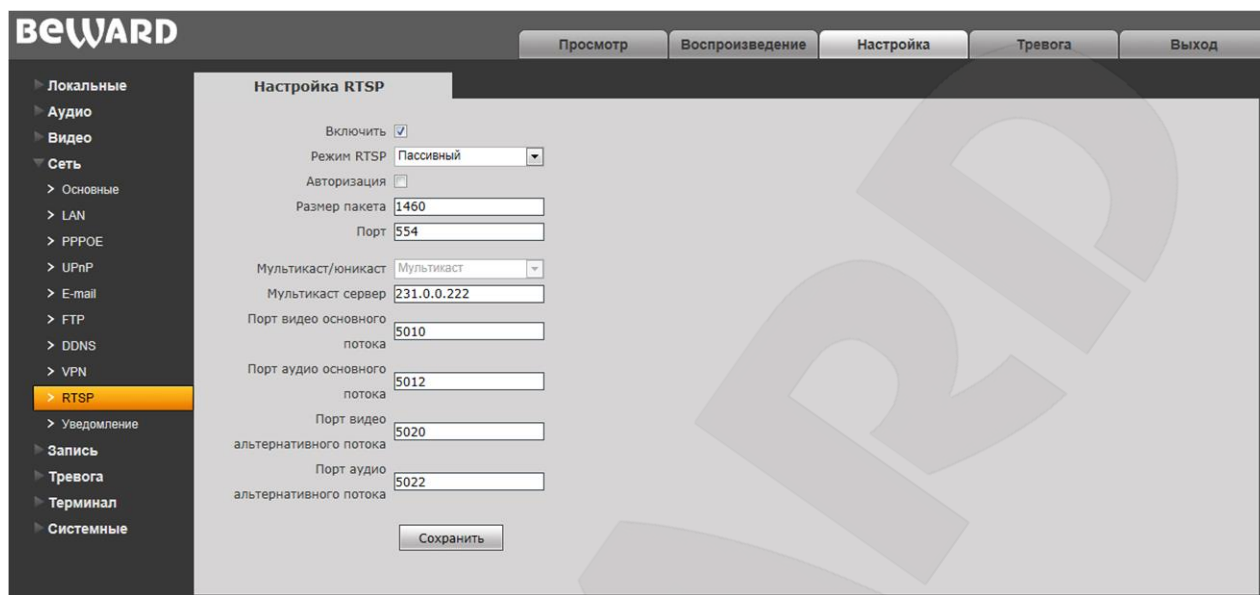 BEWARD
Просмотр
Воспроизведение
Настройка
Тревога
Выход
Локальные
Аудио
Видео
Сеть
Основные
LAN
PPPOE
UPnP
E-mail
FTP
DDNS
VPN
RTSP
Уведомление
Запись
Тревога
Терминал
Системные
Настройка RTSP
Включить
Режим RTSP Пассивный
Авторизация
Размер пакета 1460
Порт 554
Мультикаст/юникаст Мультикаст
Мультикаст сервер 231.0.0.222
Порт видео основного
потока 5010
Порт аудио основного
потока 5012
Порт видео
альтернативного потока 5020
Порт аудио
альтернативного потока 5022
Сохранить